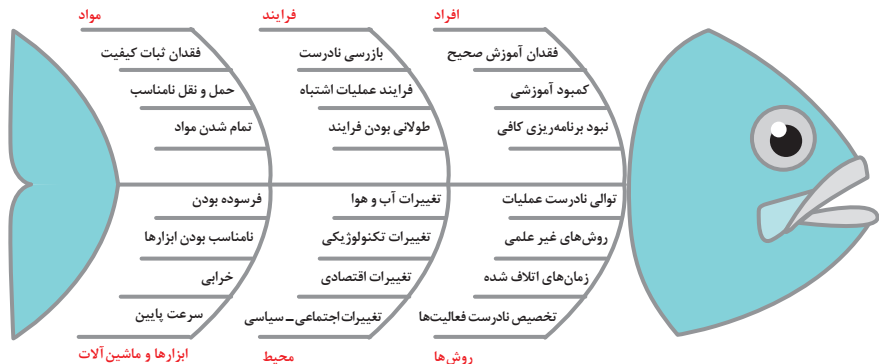 افراد
فقدان آموزش صحیح
کمبود آموزشی
نبود برنامه‌ریزی کافی
فرایند
بازرسی نادرست
فرایند عملیات اشتباه
طولانی بودن فرایند
مواد
فقدان ثبات کیفیت
حمل و نقل نامناسب
تمام شدن مواد
توالی نادرست عملیات
روش‌های غیر علمی
زمان‌های اتلاف شده
تخصیص نادرست فعالیت‌ها
روش‌ها
تغییرات آب و هوا
تغییرات تکنولوژیکی
تغییرات اقتصادی
تغییرات اجتماعی ـ سیاسی
محیط
فرسوده بودن
نامناسب بودن ابزارها
خرابی
سرعت پایین
ابزارها و ماشین آلات